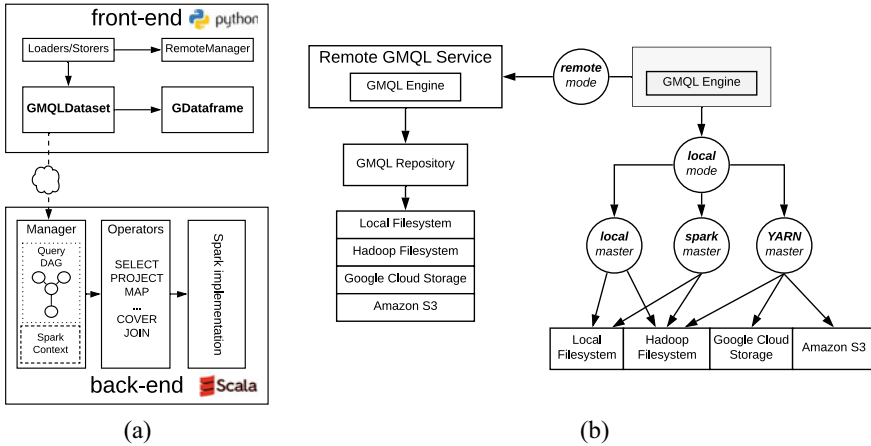 front-end python
Loaders/Storers
RemoteManager
GMQLDataset
GDataframe
Manager
Query
DAG
Spark
Context
Operators
SELECT
PROJECT
MAP
...
COVER
JOIN
Spark implementation
back-end Scala
(a)
Remote GMQL Service
GMQL Engine
remote
mode
GMQL Engine
GMQL Repository
Local Filesystem
Hadoop Filesystem
Google Cloud Storage
Amazon S3
local
mode
local
master
spark
master
YARN
master
Local
Filesystem
Hadoop
Filesystem
Google Cloud
Storage
Amazon S3
(b)